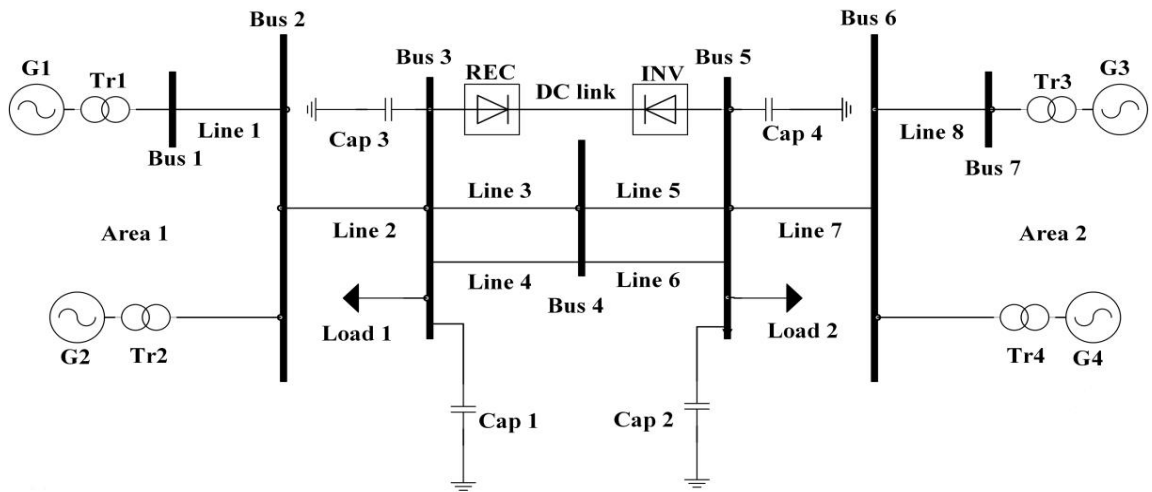 Bus 2
Bus 6
G1
Tr1
Bus 3
REC
DC link
INV
Bus 5
Tr3
G3
Line 1
Cap 3
Cap 4
Line 8
Bus 1
Bus 7
Line 3
Line 5
Area 1
Line 2
Line 7
Area 2
Line 4
Line 6
Bus 4
Load 1
Load 2
G2
Tr2
Tr4
G4
Cap 1
Cap 2